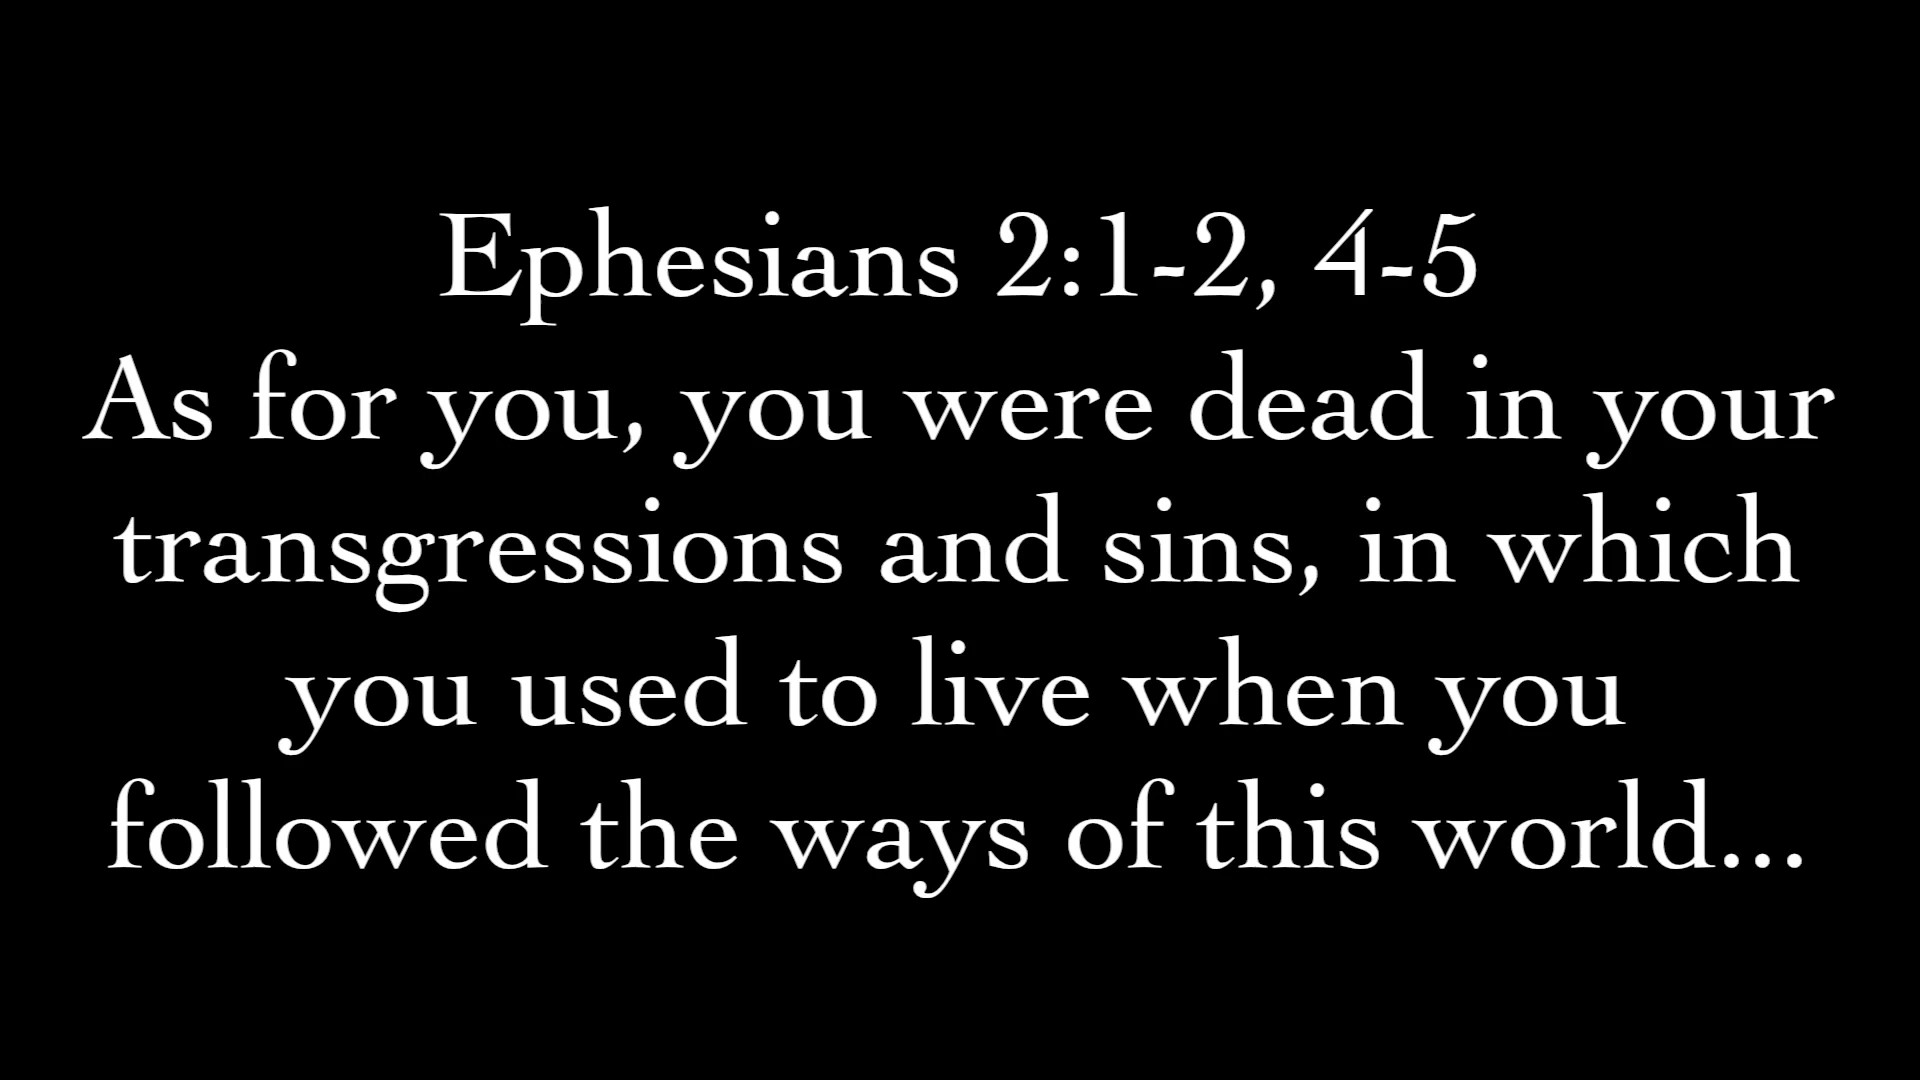 Ephesians 2:1-2, 4-5
As for you, you were dead in your
transgressions and sins, in which
you used to live when you
followed the ways of this world...